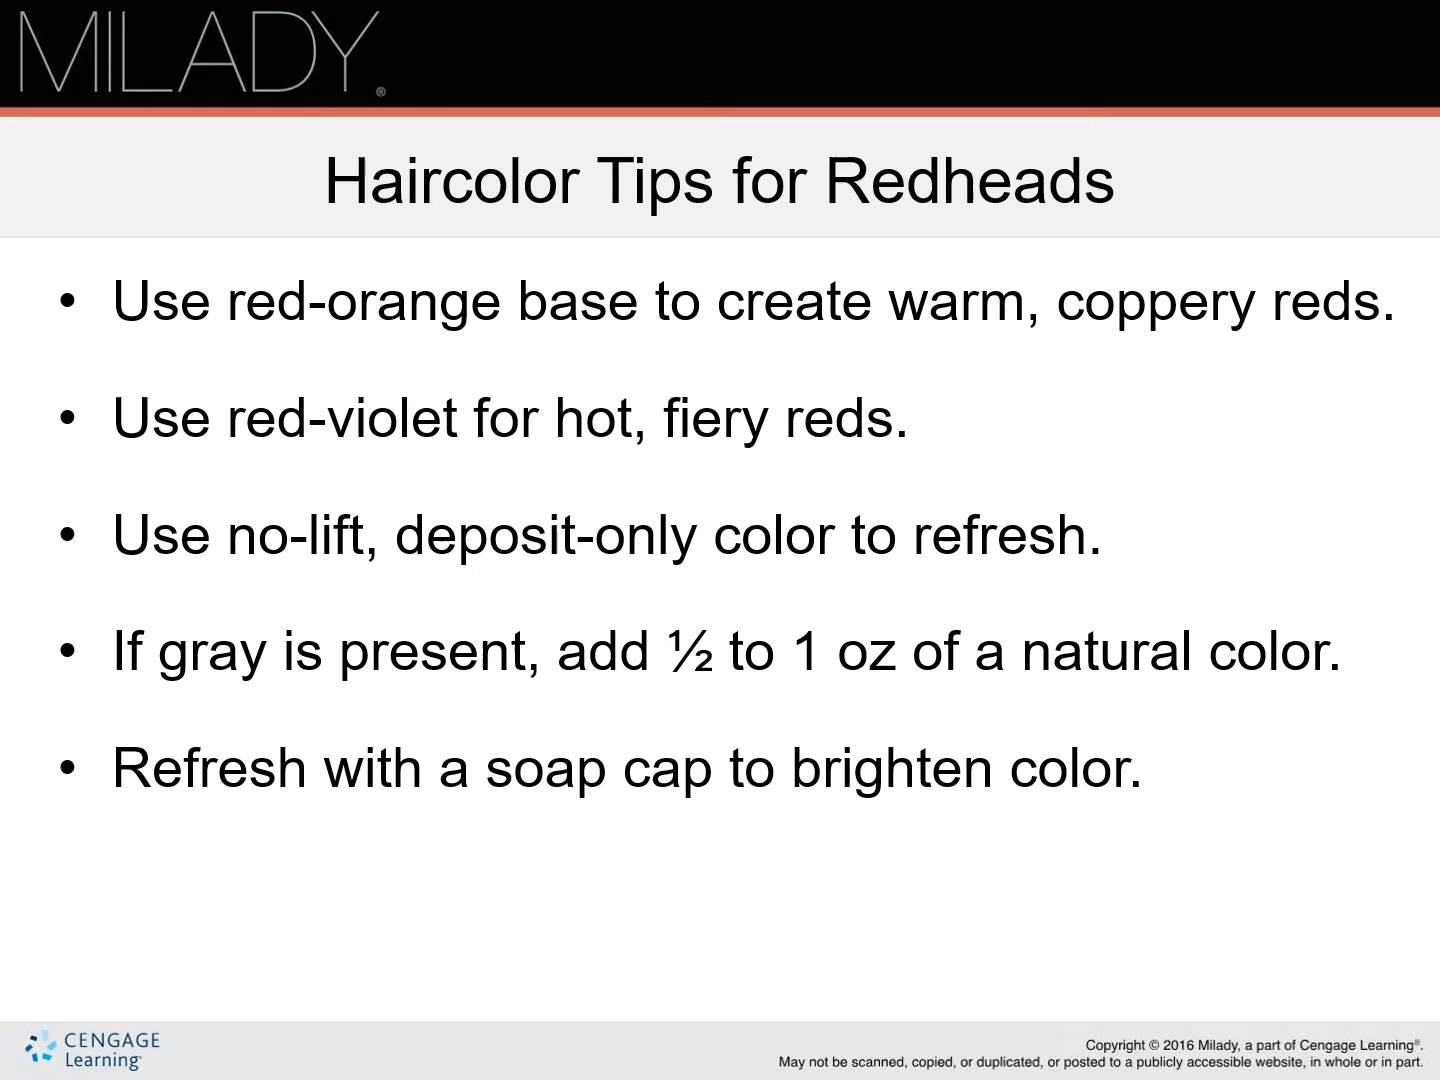 MILADY®
Haircolor Tips for Redheads
• Use red-orange base to create warm, coppery reds.
• Use red-violet for hot, fiery reds.
• Use no-lift, deposit-only color to refresh.
• If gray is present, add ½ to 1 oz of a natural color.
• Refresh with a soap cap to brighten color.
CENGAGE
Learning®
Copyright © 2016 Milady, a part of Cengage Learning®.
May not be scanned, copied, or duplicated, or posted to a publicly accessible website, in whole or in part.